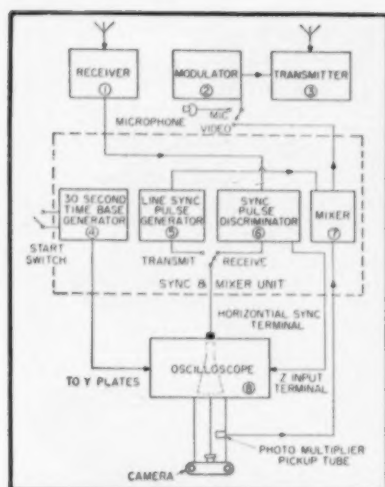 RECEIVER
①
MODULATOR
②
TRANSMITTER
③
MICROPHONE
MIC
VIDEO
30 SECOND
TIME BASE
GENERATOR
④
LINE SYNC
PULSE
GENERATOR
⑤
SYNC
PULSE
DISCRIMINATOR
⑥
MIXER
⑦
START
SWITCH
TRANSMIT
RECEIVE
SYNC & MIXER UNIT
HORIZONTIAL SYNC
TERMINAL
OSCILLOSCOPE
⑧
TO Y PLATES
Z INPUT
TERMINAL
PHOTO MULTIPLIER
PICKUP TUBE
CAMERA